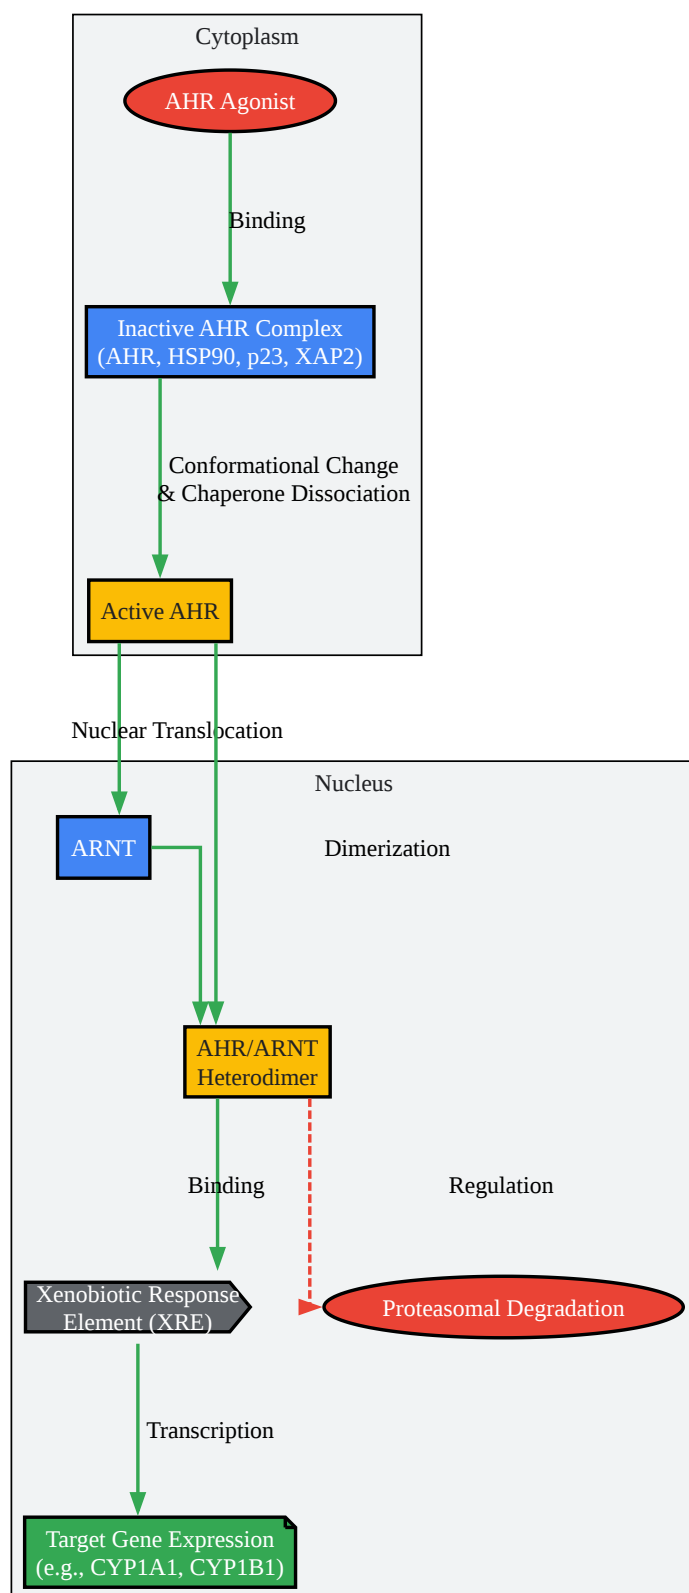 Cytoplasm
AHR Agonist
Binding
Inactive AHR Complex
(AHR, HSP90, p23, XAP2)
Conformational Change
& Chaperone Dissociation
Active AHR
Nuclear Translocation
Nucleus
ARNT
Dimerization
AHR/ARNT
Heterodimer
Binding
Regulation
Xenobiotic Response
Element (XRE)
Proteasomal Degradation
Transcription
Target Gene Expression
(e.g., CYP1A1, CYP1B1)